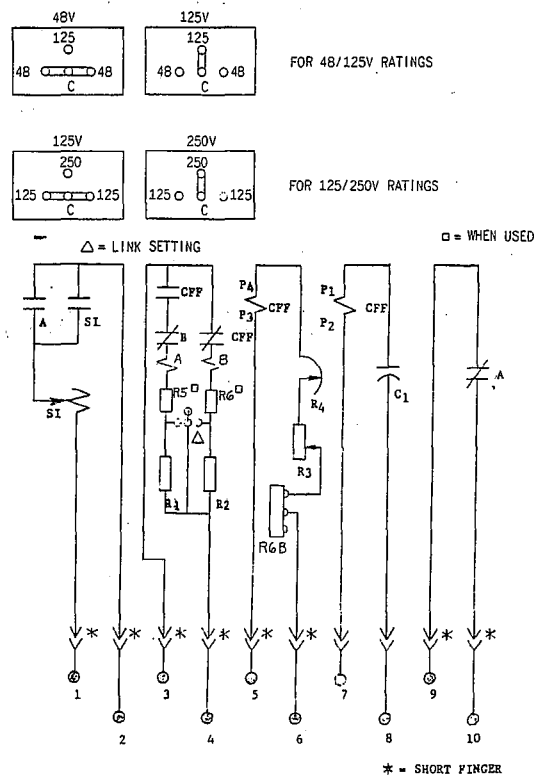 48V 125V
125 125
48 48 48 48
C C
FOR 48/125V RATINGS
125V 250V
250 250
125 125 125 125
C C
FOR 125/250V RATINGS
△ = LINK SETTING
□ = WHEN USED
A SI
SI
CFF
B CFF
A B
R5 □ R6 □
△
R1 R2
P4
P3 CFF
R4
R3
R6B
P1
P2 CFF
C1
A
* * * * * * * *
1 3 5 7 9
2 4 6 8 10
* = SHORT FINGER